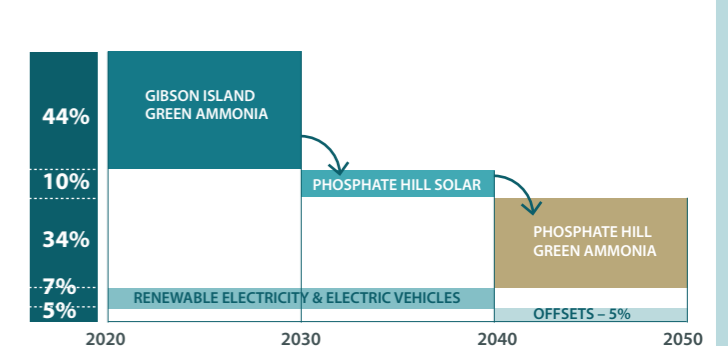 44%
GIBSON ISLAND
GREEN AMMONIA
10%
PHOSPHATE HILL SOLAR
34%
PHOSPHATE HILL
GREEN AMMONIA
7%
RENEWABLE ELECTRICITY & ELECTRIC VEHICLES
5%
OFFSETS – 5%
2020
2030
2040
2050